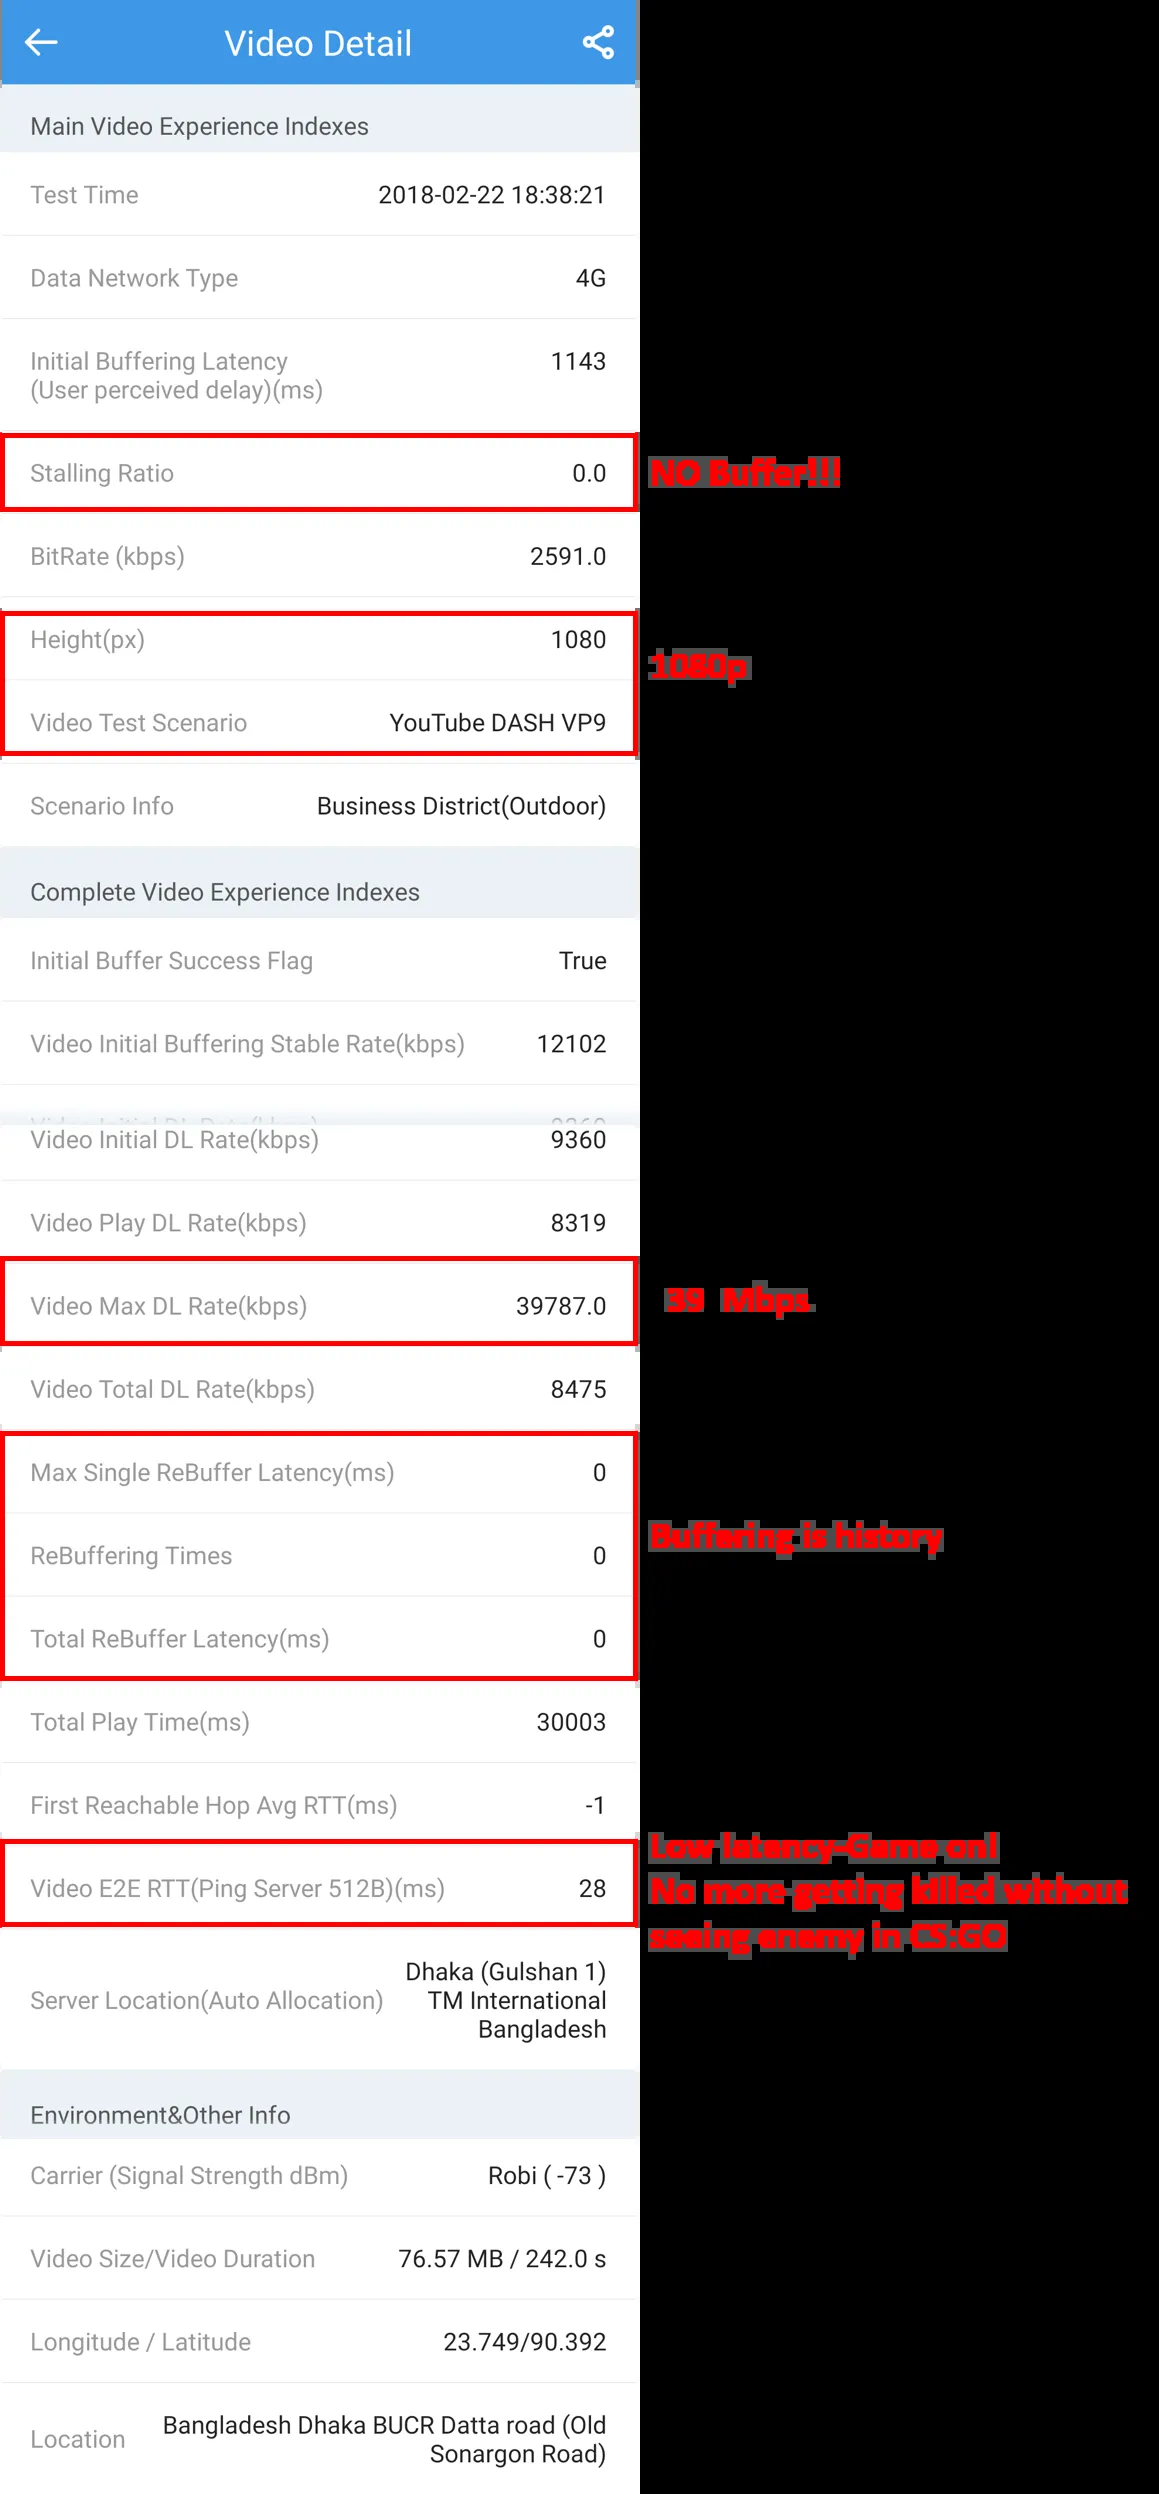 Video Detail
Main Video Experience Indexes
Test Time 2018-02-22 18:38:21
Data Network Type 4G
Initial Buffering Latency 1143
(User perceived delay)(ms)
Stalling Ratio 0.0
NO Buffer!!!
BitRate (kbps) 2591.0
Height(px) 1080
1080p
Video Test Scenario YouTube DASH VP9
Scenario Info Business District(Outdoor)
Complete Video Experience Indexes
Initial Buffer Success Flag True
Video Initial Buffering Stable Rate(kbps) 12102
Video Initial DL Rate(kbps) 9360
Video Play DL Rate(kbps) 8319
Video Max DL Rate(kbps) 39787.0
39 Mbps
Video Total DL Rate(kbps) 8475
Max Single ReBuffer Latency(ms) 0
ReBuffering Times 0
Buffering is history
Total ReBuffer Latency(ms) 0
Total Play Time(ms) 30003
First Reachable Hop Avg RTT(ms) -1
Video E2E RTT(Ping Server 512B)(ms) 28
Low latency-Game on!
No more getting killed without
seeing enemy in CS:GO
Server Location(Auto Allocation)
Dhaka (Gulshan 1)
TM International
Bangladesh
Environment&Other Info
Carrier (Signal Strength dBm) Robi ( -73 )
Video Size/Video Duration 76.57 MB / 242.0 s
Longitude / Latitude 23.749/90.392
Location
Bangladesh Dhaka BUCR Datta road (Old
Sonargon Road)